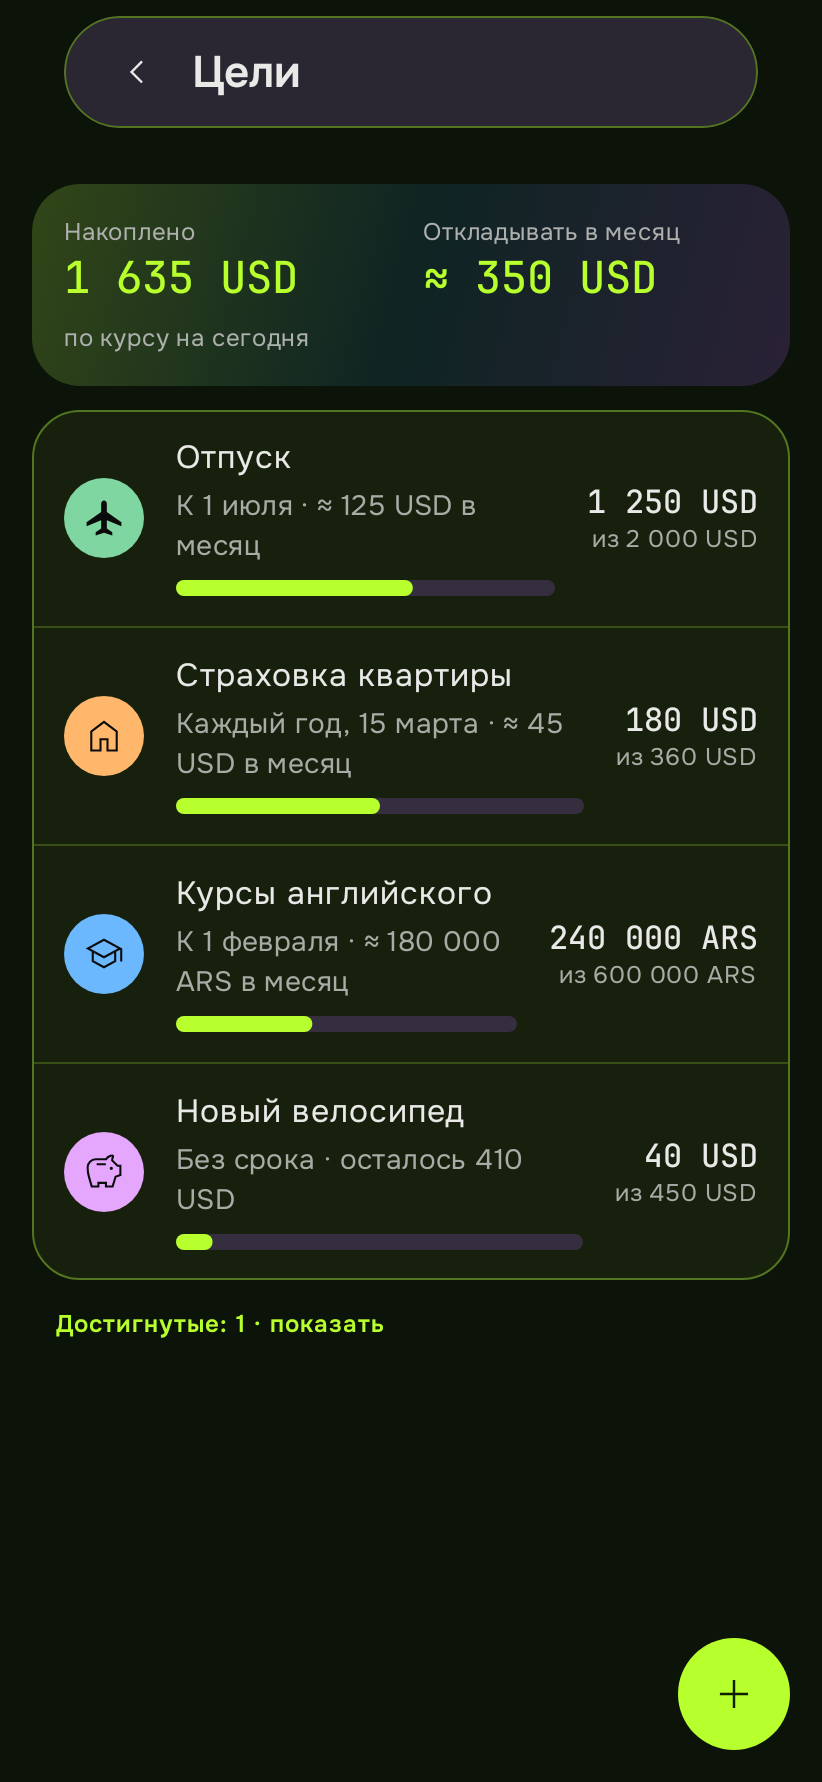 Цели
Накоплено
1 635 USD
по курсу на сегодня
Откладывать в месяц
≈ 350 USD
Отпуск
К 1 июля · ≈ 125 USD в
месяц
1 250 USD
из 2 000 USD
Страховка квартиры
Каждый год, 15 марта · ≈ 45
USD в месяц
180 USD
из 360 USD
Курсы английского
К 1 февраля · ≈ 180 000
ARS в месяц
240 000 ARS
из 600 000 ARS
Новый велосипед
Без срока · осталось 410
USD
40 USD
из 450 USD
Достигнутые: 1 · показать